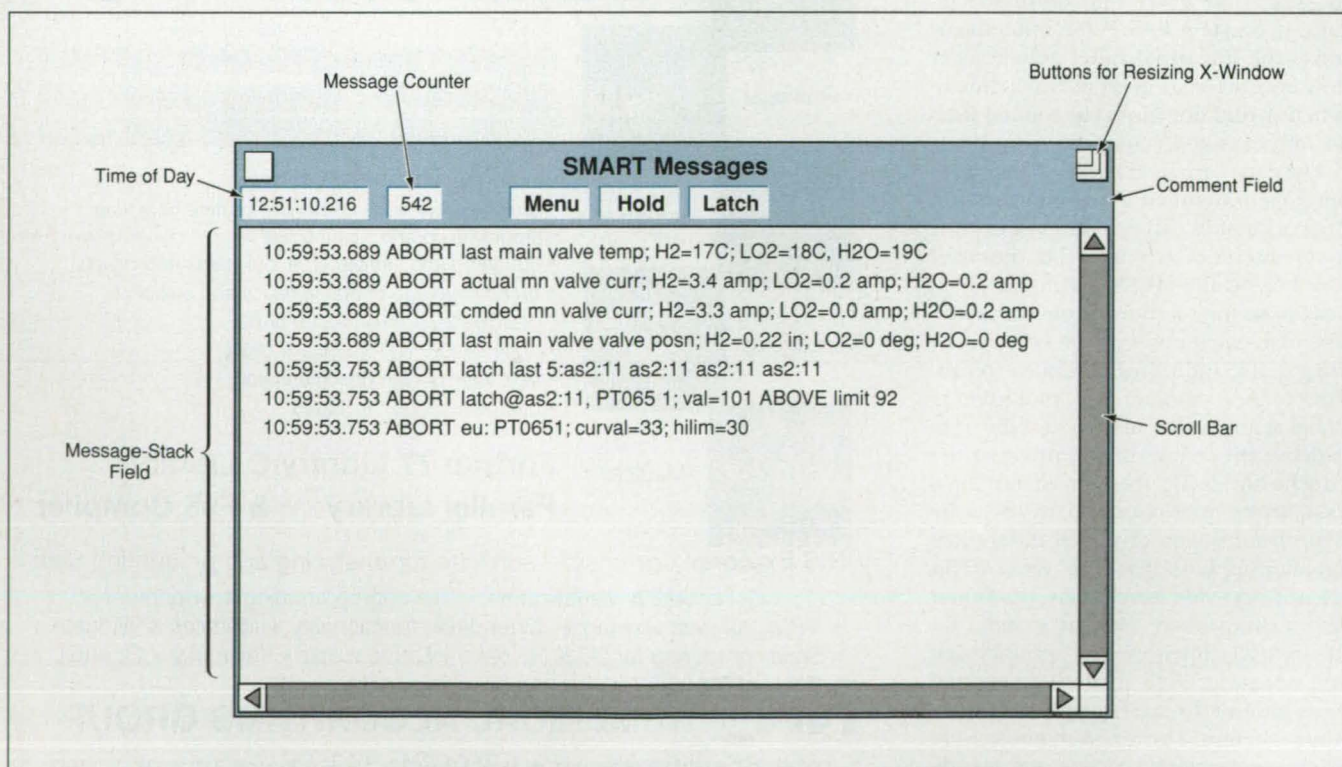 Message Counter
Buttons for Resizing X-Window
Time of Day
SMART Messages
Comment Field
12:51:10.216 542 Menu Hold Latch
10:59:53.689 ABORT last main valve temp; H2=17C; LO2=18C, H2O=19C
10:59:53.689 ABORT actual mn valve curr; H2=3.4 amp; LO2=0.2 amp; H2O=0.2 amp
10:59:53.689 ABORT cmded mn valve curr; H2=3.3 amp; LO2=0.0 amp; H2O=0.2 amp
10:59:53.689 ABORT last main valve valve posn; H2=0.22 in; LO2=0 deg; H2O=0 deg
10:59:53.753 ABORT latch last 5:as2:11 as2:11 as2:11 as2:11
10:59:53.753 ABORT latch@as2:11, PT065 1; val=101 ABOVE limit 92
10:59:53.753 ABORT eu: PT0651; curval=33; hilim=30
Message-Stack
Field
Scroll Bar